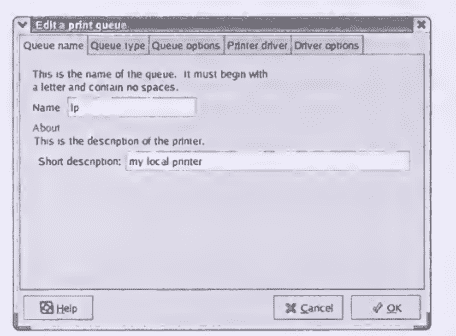 Edit a print queue
Queue name Queue type Queue options Printer driver Driver options
This is the name of the queue. It must begin with
a letter and contain no spaces.
Name lp
About
This is the description of the printer.
Short description: my local printer
Help Cancel OK